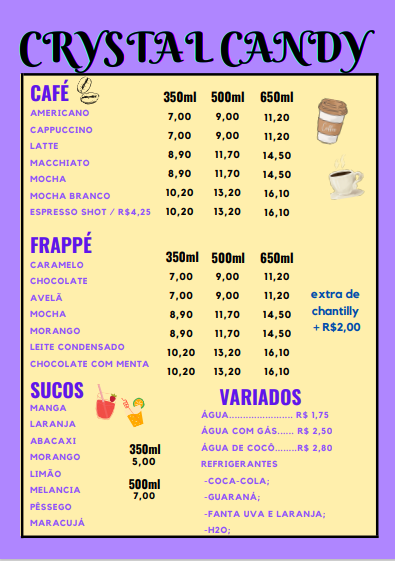 CRYSTAL CANDY
CAFÉ
350ml 500ml 650ml
AMERICANO 7,00 9,00 11,20
CAPPUCCINO 7,00 9,00 11,20
LATTE 8,90 11,70 14,50
MACCHIATO 8,90 11,70 14,50
MOCHA 10,20 13,20 16,10
MOCHA BRANCO 10,20 13,20 16,10
ESPRESSO SHOT / R$4,25
Coffee
FRAPPÉ
350ml 500ml 650ml
CARAMELO 7,00 9,00 11,20
CHOCOLATE 7,00 9,00 11,20
AVELÃ 8,90 11,70 14,50
MOCHA 8,90 11,70 14,50
MORANGO 10,20 13,20 16,10
LEITE CONDENSADO 10,20 13,20 16,10
CHOCOLATE COM MENTA
extra de
chantilly
+ R$2,00
SUCOS
MANGA
LARANJA
ABACAXI
MORANGO
LIMÃO
MELANCIA
PÊSSEGO
MARACUJÁ
350ml
5,00
500ml
7,00
VARIADOS
ÁGUA...................... R$ 1,75
ÁGUA COM GÁS...... R$ 2,50
ÁGUA DE COCÔ........R$ 2,80
REFRIGERANTES
-COCA-COLA;
-GUARANÁ;
-FANTA UVA E LARANJA;
-H2O;